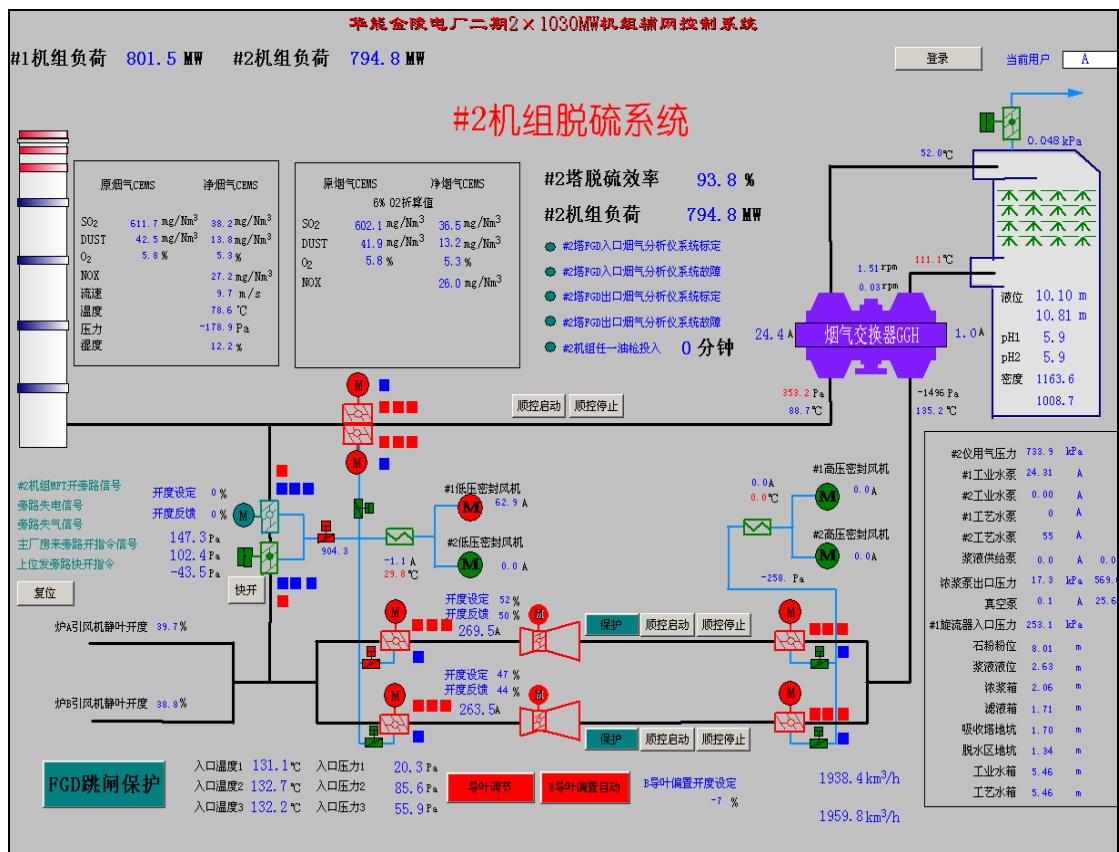 华能金陵电厂二期2×1030MW机组辅网控制系统
#1机组负荷 801.5 MW #2机组负荷 794.8 MW
登录 当前用户 A
#2机组脱硫系统
0.048 kPa
52.0℃
原烟气CEMS 净烟气CEMS
SO2 611.7 mg/Nm3 38.2 mg/Nm3
DUST 42.5 mg/Nm3 13.8 mg/Nm3
O2 5.8 % 5.3 %
NOX 27.2 mg/Nm3
流速 9.7 m/s
温度 78.6 ℃
压力 -178.9 Pa
湿度 12.2 %
原烟气CEMS 净烟气CEMS
6% O2折算值
SO2 602.1 mg/Nm3 36.5 mg/Nm3
DUST 41.9 mg/Nm3 13.2 mg/Nm3
O2 5.8 % 5.3 %
NOX 26.0 mg/Nm3
#2塔脱硫效率 93.8 %
#2机组负荷 794.8 MW
#2塔FGD入口烟气分析仪系统标定
#2塔FGD入口烟气分析仪系统故障
#2塔FGD出口烟气分析仪系统标定
#2塔FGD出口烟气分析仪系统故障
#2机组任一油枪投入 0 分钟
111.1℃
1.51 rpm
0.03 rpm
24.4 A 烟气交换器GGH 1.0 A
液位 10.10 m
10.81 m
pH1 5.9
pH2 5.9
密度 1163.6
1008.7
353.2 Pa -1496 Pa
88.7℃ 135.2℃
M
顺控启动 顺控停止
M
#2机组MFT开旁路信号
旁路失电信号
旁路失气信号
主厂房来旁路开指令信号
上位发旁路快开指令
复位
开度设定 0 %
开度反馈 0 % M
147.3 Pa
102.4 Pa
-43.5 Pa
快开
904.3
#1低压密封风机
M 62.9 A
#2低压密封风机
M 0.0 A
-1.1 A
29.8 ℃
#1高压密封风机
M 0.0 A
0.0 A
0.0 ℃
#2高压密封风机
M 0.0 A
-258. Pa
#2仪用气压力 733.9 kPa
#1工业水泵 24.31 A
#2工业水泵 0.00 A
#1工艺水泵 0 A
#2工艺水泵 55 A
浆液供给泵 0.0 A 0.0
浓浆泵出口压力 17.3 kPa 569.
真空泵 0.1 A 25.6
#1旋流器入口压力 253.1 kPa
石粉粉位 8.01 m
浆液液位 2.63 m
浓浆箱 2.06 m
滤液箱 1.71 m
吸收塔地坑 1.70 m
脱水区地坑 1.34 m
工业水箱 5.46 m
工艺水箱 5.46 m
炉A引风机静叶开度 39.7%
炉B引风机静叶开度 38.8%
M
开度设定 52 %
开度反馈 50 %
269.5A
M
保护 顺控启动 顺控停止
M
M
开度设定 47 %
开度反馈 44 %
263.5A
M
保护 顺控启动 顺控停止
M
FGD跳闸保护
入口温度1 131.1℃ 入口压力1 20.3 Pa
入口温度2 132.7℃ 入口压力2 85.6 Pa
入口温度3 132.2℃ 入口压力3 55.9 Pa
导叶调节 B导叶偏置自动
B导叶偏置开度设定
-7 %
1938.4 km3/h
1959.8 km3/h